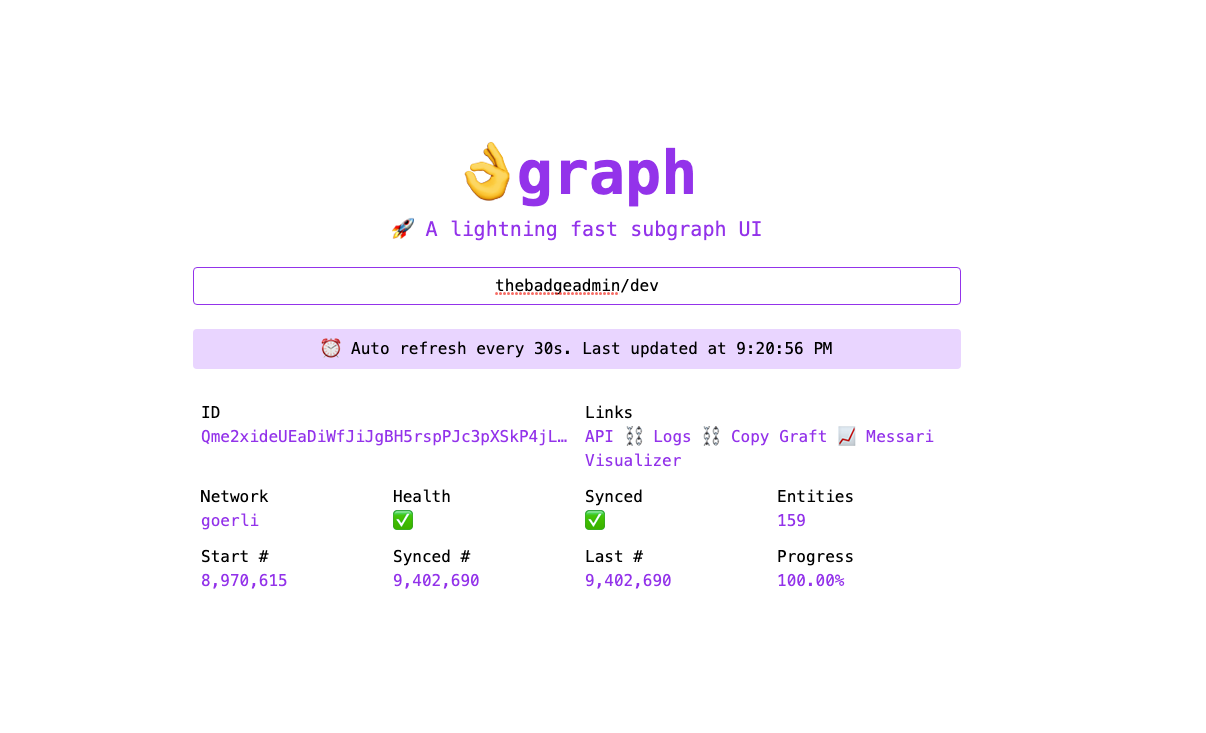 👌graph
🚀 A lightning fast subgraph UI
thebadgeadmin/dev
⏰ Auto refresh every 30s. Last updated at 9:20:56 PM
ID
Qme2xideUEaDiWfJiJgBH5rspPJc3pXSkP4jL…
Links
API ⛓ Logs ⛓ Copy Graft 📈 Messari
Visualizer
Network
goerli
Health
✅
Synced
✅
Entities
159
Start #
8,970,615
Synced #
9,402,690
Last #
9,402,690
Progress
100.00%